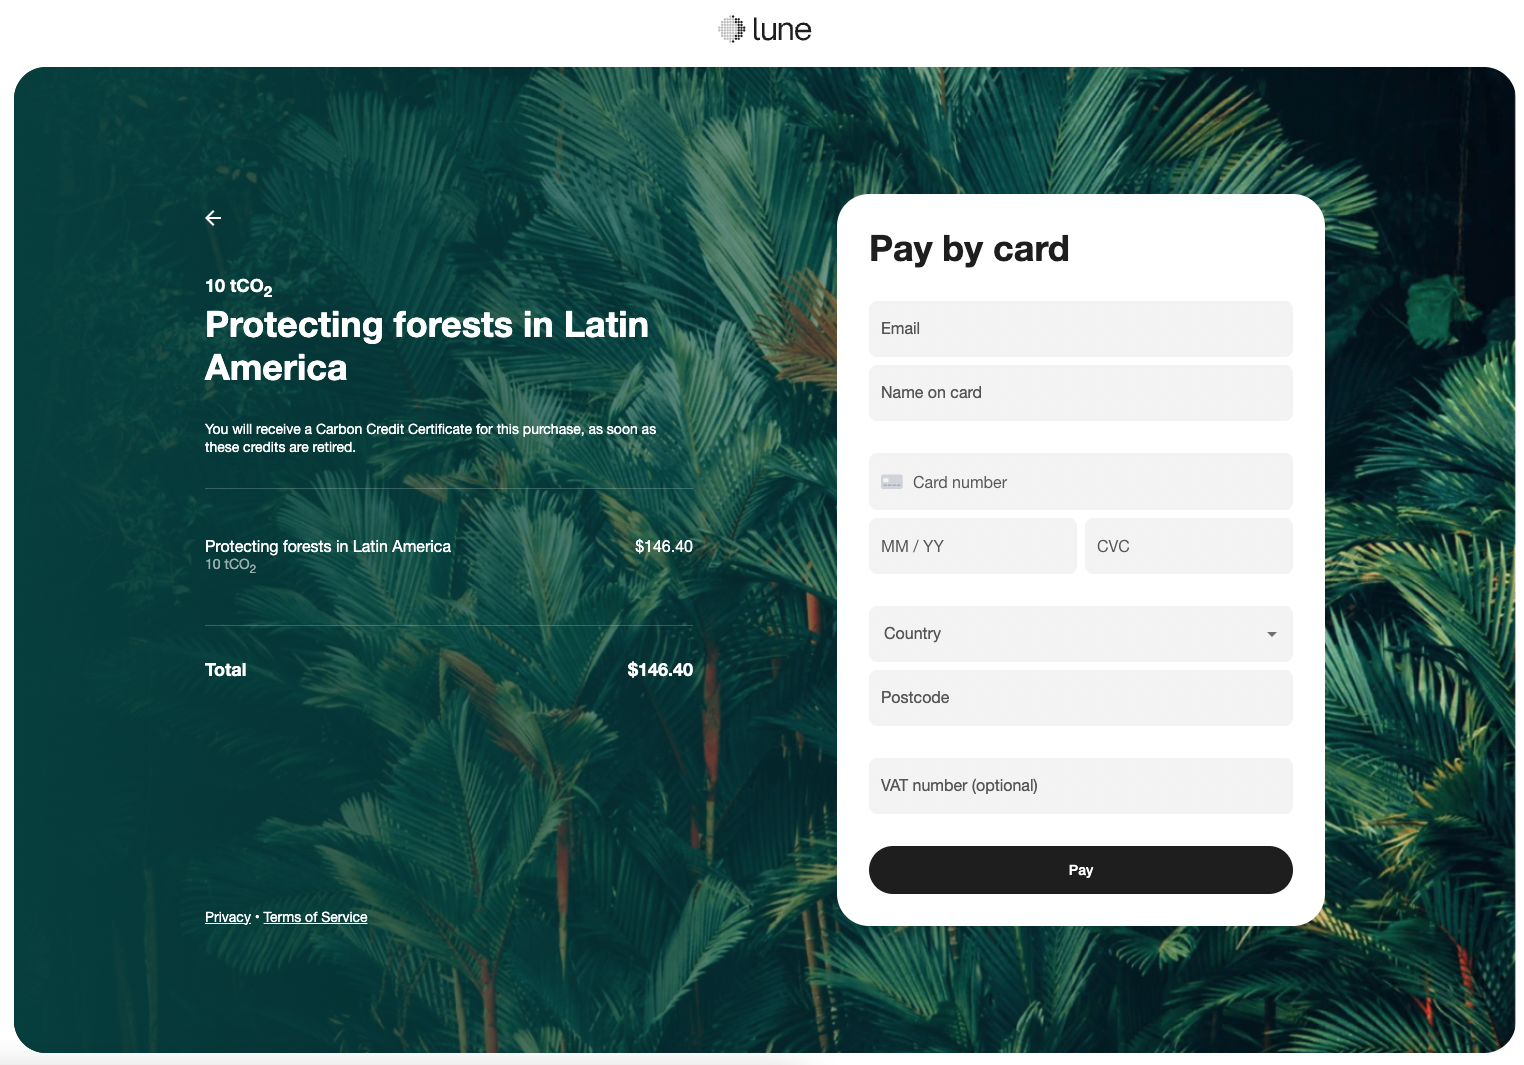 lune
10 tCO₂
Protecting forests in Latin
America
You will receive a Carbon Credit Certificate for this purchase, as soon as
these credits are retired.
Protecting forests in Latin America $146.40
10 tCO₂
Total $146.40
Privacy • Terms of Service
Pay by card
Email
Name on card
Card number
MM / YY CVC
Country
Postcode
VAT number (optional)
Pay